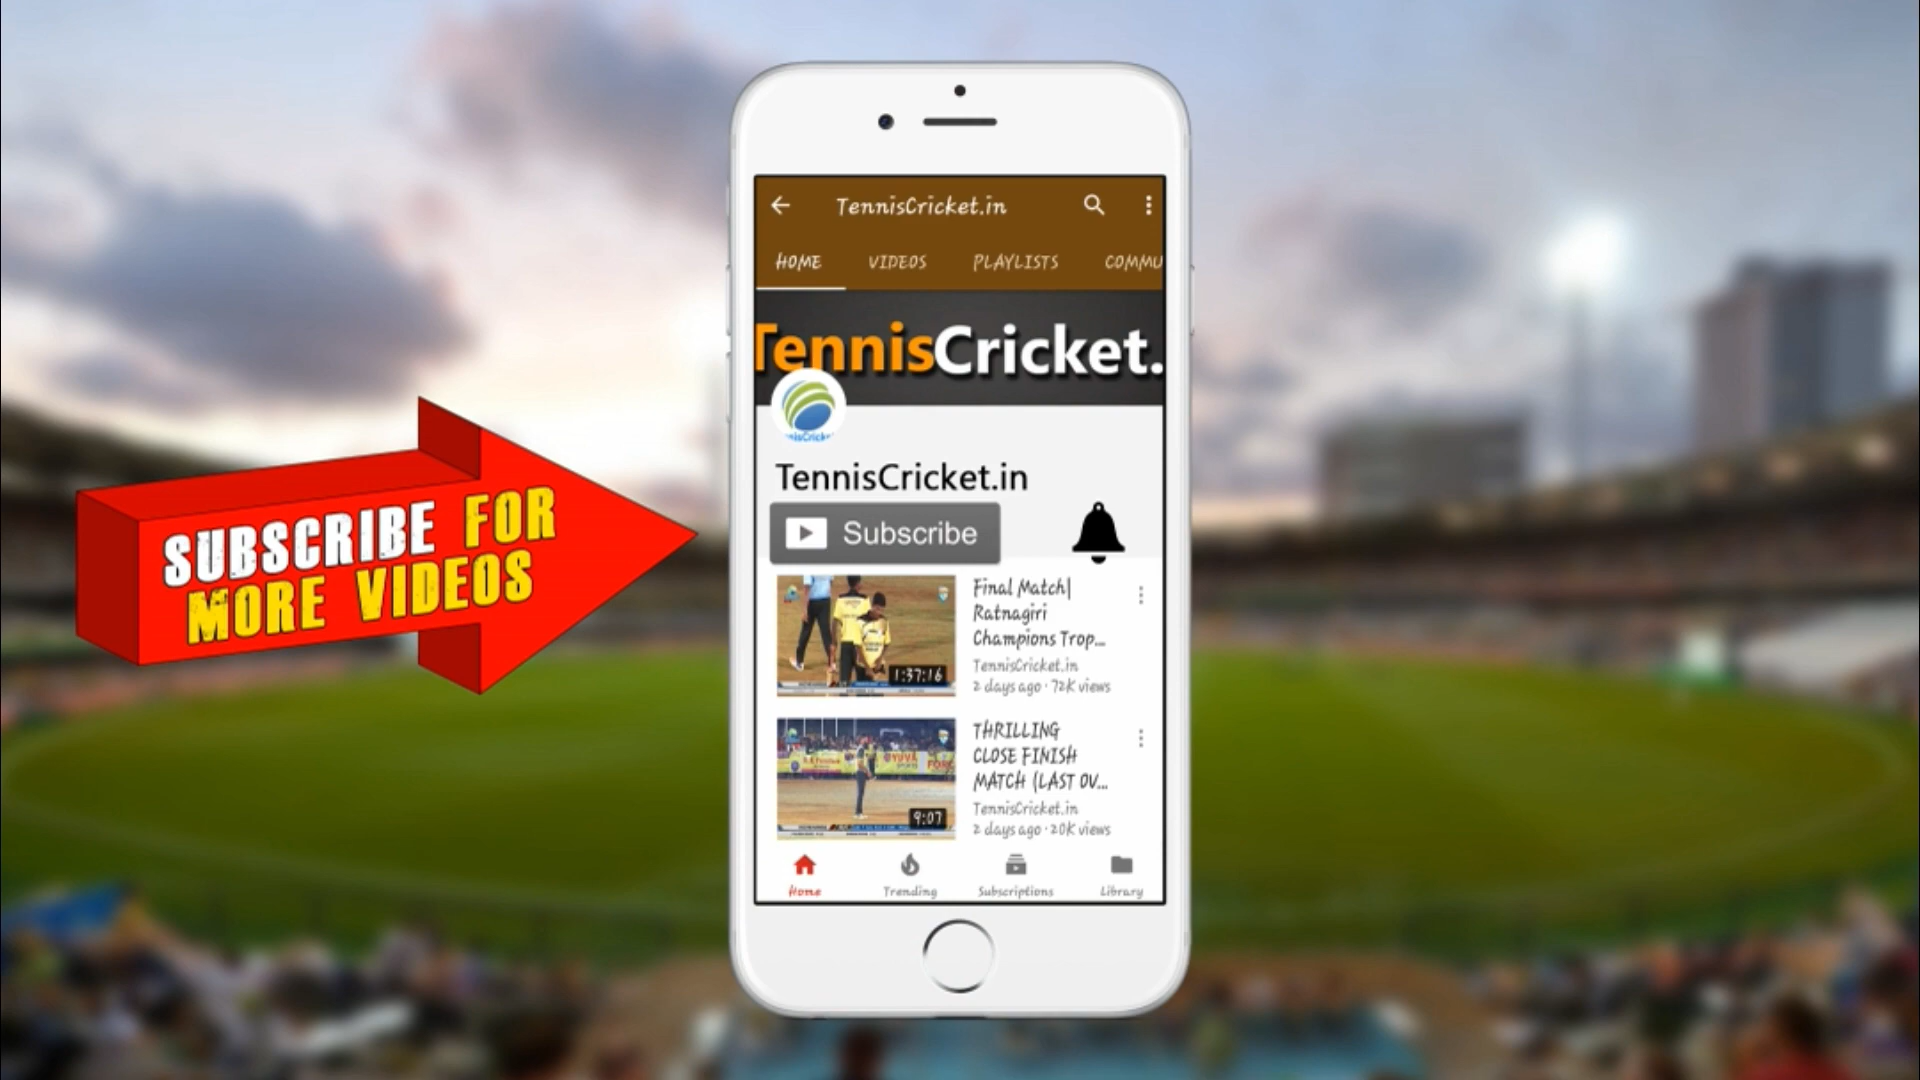 SUBSCRIBE FOR
MORE VIDEOS
TennisCricket.in
HOME VIDEOS PLAYLISTS COMMU
TennisCricket.
TennisCricket.in
Subscribe
Final Match|
Ratnagiri
Champions Trop...
TennisCricket.in
2 days ago · 72K views
1:37:16
THRILLING
CLOSE FINISH
MATCH (LAST OV...
TennisCricket.in
2 days ago · 20K views
9:07
Home Trending Subscriptions Library